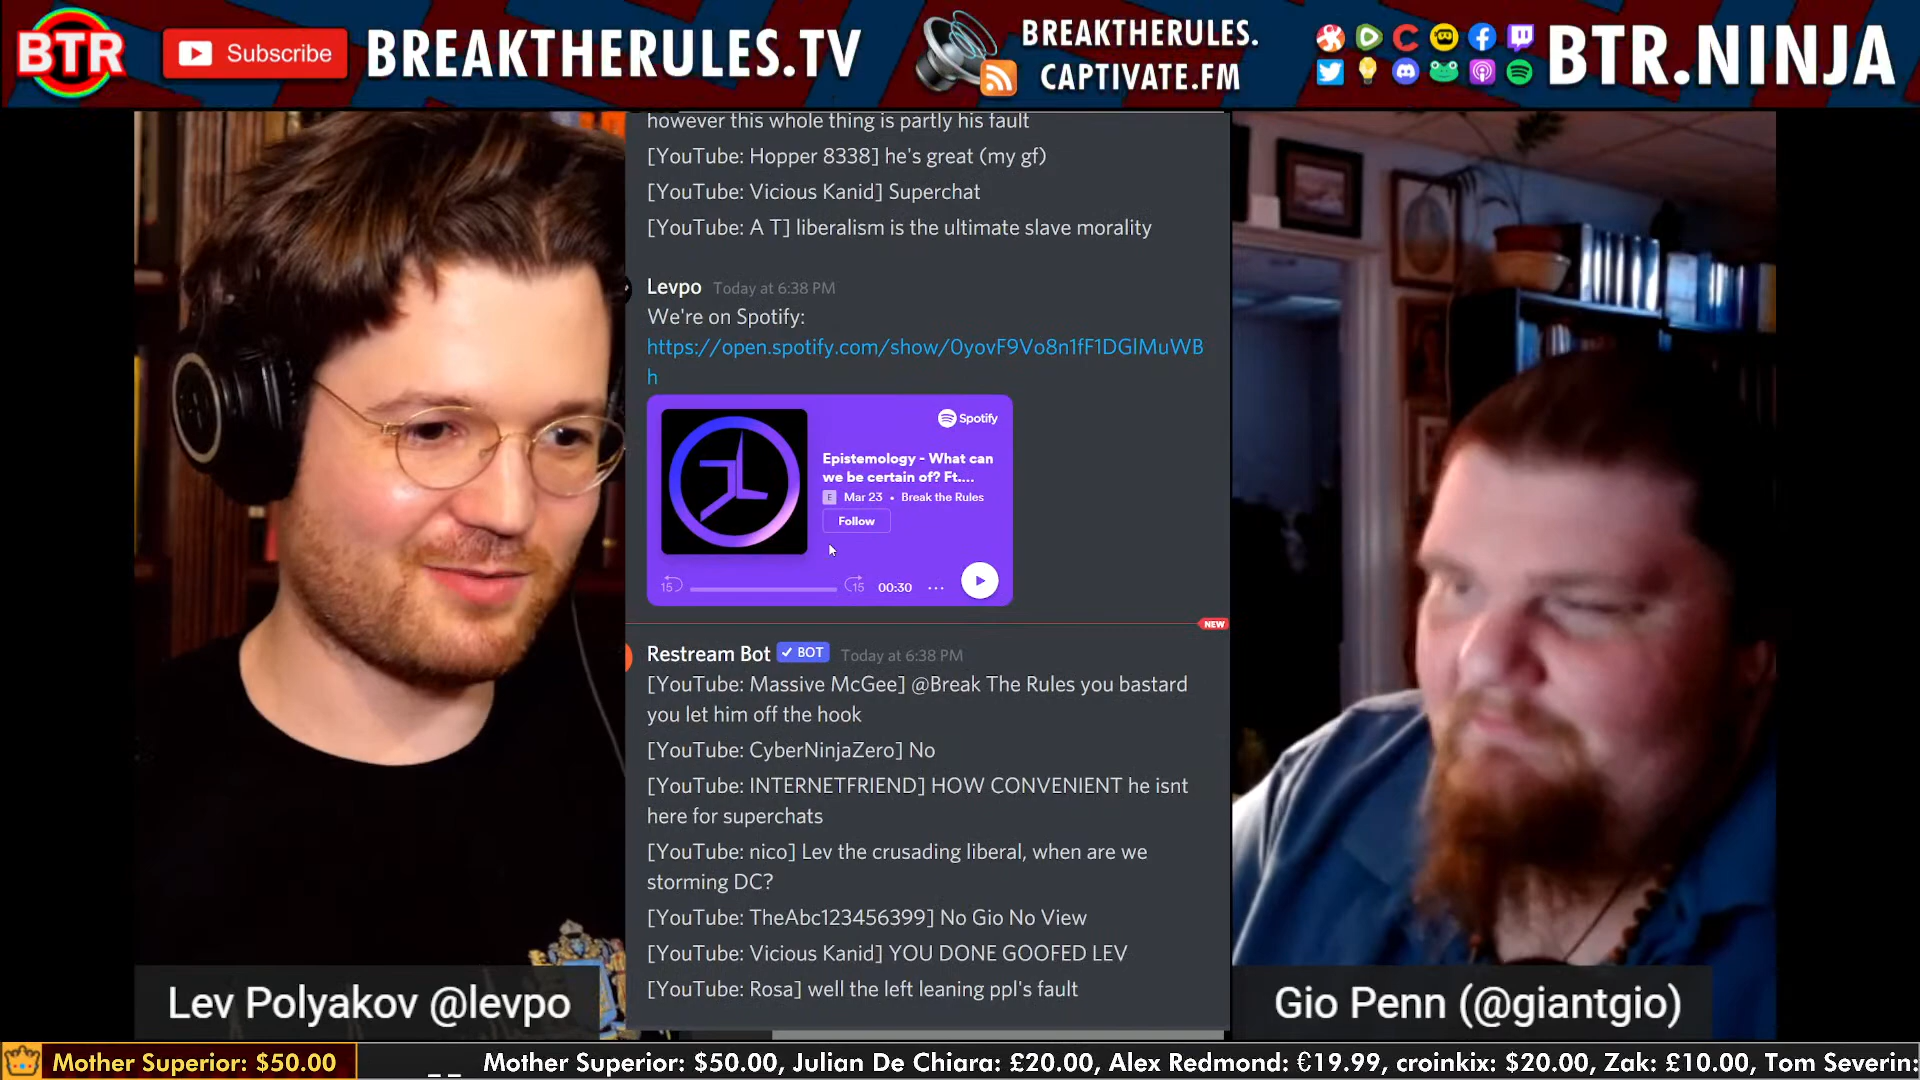 BTR
Subscribe
BREAKTHERULES.TV
BREAKTHERULES.
CAPTIVATE.FM
BTR.NINJA
however this whole thing is partly his fault
[YouTube: Hopper 8338] he's great (my gf)
[YouTube: Vicious Kanid] Superchat
[YouTube: A T] liberalism is the ultimate slave morality
Levpo Today at 6:38 PM
We're on Spotify:
https://open.spotify.com/show/0yovF9Vo8n1fF1DGlMuWB
h
Spotify
Epistemology - What can
we be certain of? Ft....
E Mar 23 • Break the Rules
Follow
15 15 00:30 ...
NEW
Restream Bot ✓ BOT Today at 6:38 PM
[YouTube: Massive McGee] @Break The Rules you bastard
you let him off the hook
[YouTube: CyberNinjaZero] No
[YouTube: INTERNETFRIEND] HOW CONVENIENT he isnt
here for superchats
[YouTube: nico] Lev the crusading liberal, when are we
storming DC?
[YouTube: TheAbc123456399] No Gio No View
[YouTube: Vicious Kanid] YOU DONE GOOFED LEV
[YouTube: Rosa] well the left leaning ppl's fault
Lev Polyakov @levpo
Gio Penn (@giantgio)
Mother Superior: $50.00
_ _ Mother Superior: $50.00, Julian De Chiara: £20.00, Alex Redmond: €19.99, croinkix: $20.00, Zak: £10.00, Tom Severin: